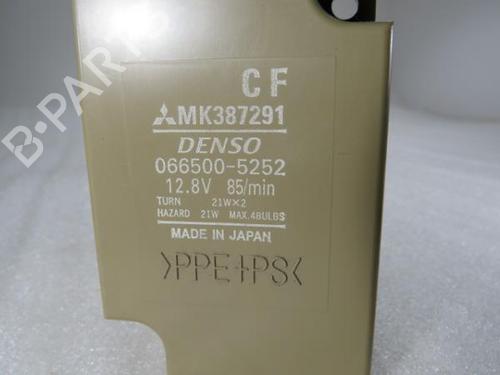 CF
MK387291
DENSO
066500-5252
12.8V 85/min
TURN 21W×2
HAZARD 21W MAX.4BULBS
MADE IN JAPAN
>PPE+PS<
B-PARTS